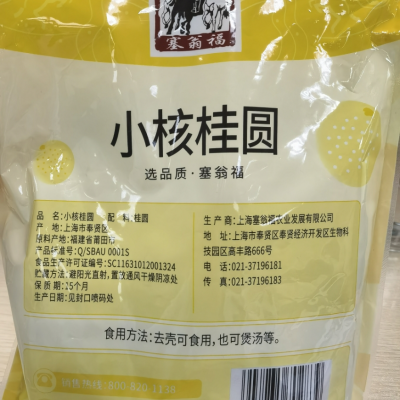 塞翁福
小核桂圆
选品质·塞翁福
品 名:小核桂圆 配 料:桂圆
产 地:上海市奉贤区
原料产地:福建省莆田市
产品标准号:Q/SBAU 0001S
食品生产许可证编号:SC11631012001324
贮藏方法:避阳光直射,置放通风干燥阴凉处
保 质 期:15个月
生产日期:见封口喷码处
生 产 商:上海塞翁福农业发展有限公司
地 址:上海市奉贤区奉贤经济开发区生物科
技园区高丰路666号
电 话:021-37196181
传 真:021-37196183
食用方法:去壳可食用,也可煲汤等。
销售热线:800-820-1138